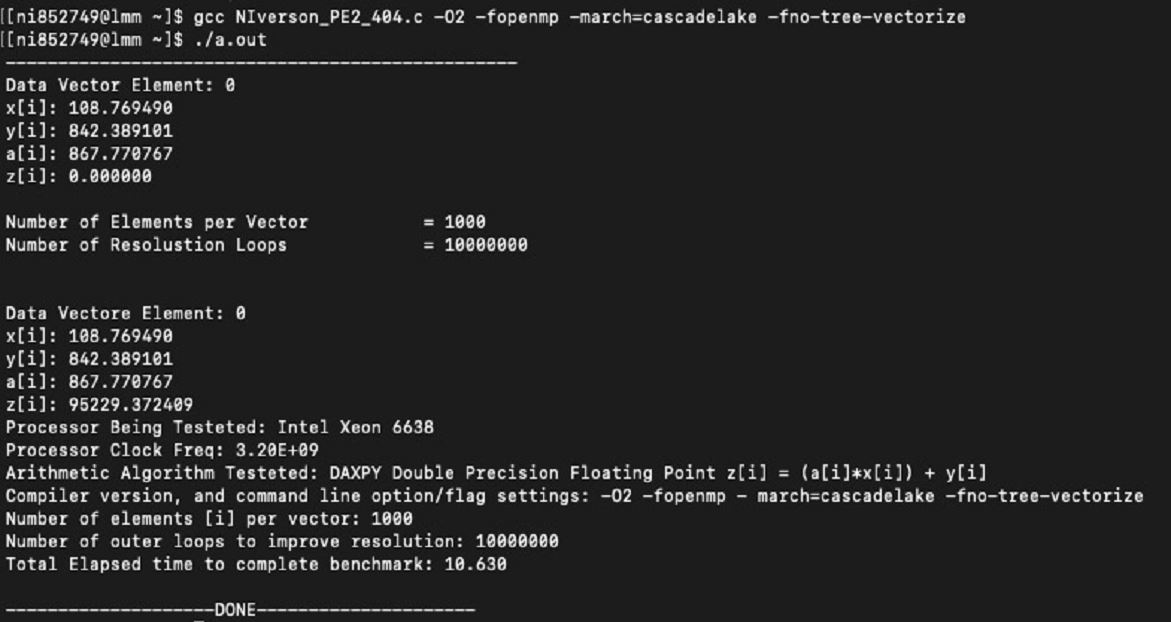 [[ni852749@lmm ~]$ gcc NIverson_PE2_404.c -O2 -fopenmp -march=cascadelake -fno-tree-vectorize
[[ni852749@lmm ~]$ ./a.out
-------------------------------------------------
Data Vector Element: 0
x[i]: 108.769490
y[i]: 842.389101
a[i]: 867.770767
z[i]: 0.000000
Number of Elements per Vector = 1000
Number of Resolustion Loops = 10000000
Data Vectore Element: 0
x[i]: 108.769490
y[i]: 842.389101
a[i]: 867.770767
z[i]: 95229.372409
Processor Being Testeted: Intel Xeon 6638
Processor Clock Freq: 3.20E+09
Arithmetic Algorithm Testeted: DAXPY Double Precision Floating Point z[i] = (a[i]*x[i]) + y[i]
Compiler version, and command line option/flag settings: -O2 -fopenmp - march=cascadelake -fno-tree-vectorize
Number of elements [i] per vector: 1000
Number of outer loops to improve resolution: 10000000
Total Elapsed time to complete benchmark: 10.630
--------------------DONE---------------------